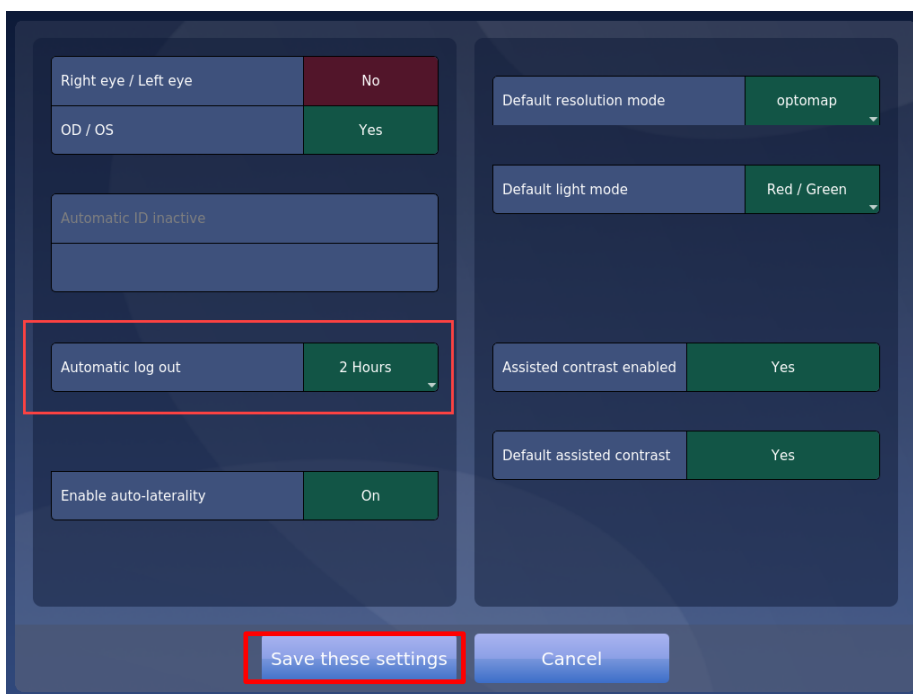 Right eye / Left eye No
OD / OS Yes
Automatic ID inactive
Automatic log out 2 Hours
Enable auto-laterality On
Default resolution mode optomap
Default light mode Red / Green
Assisted contrast enabled Yes
Default assisted contrast Yes
Save these settings Cancel